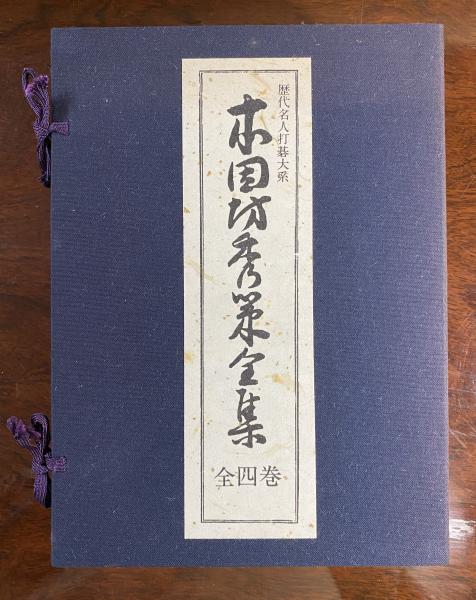 歴代名人打碁大系
本因坊秀策全集
全四巻